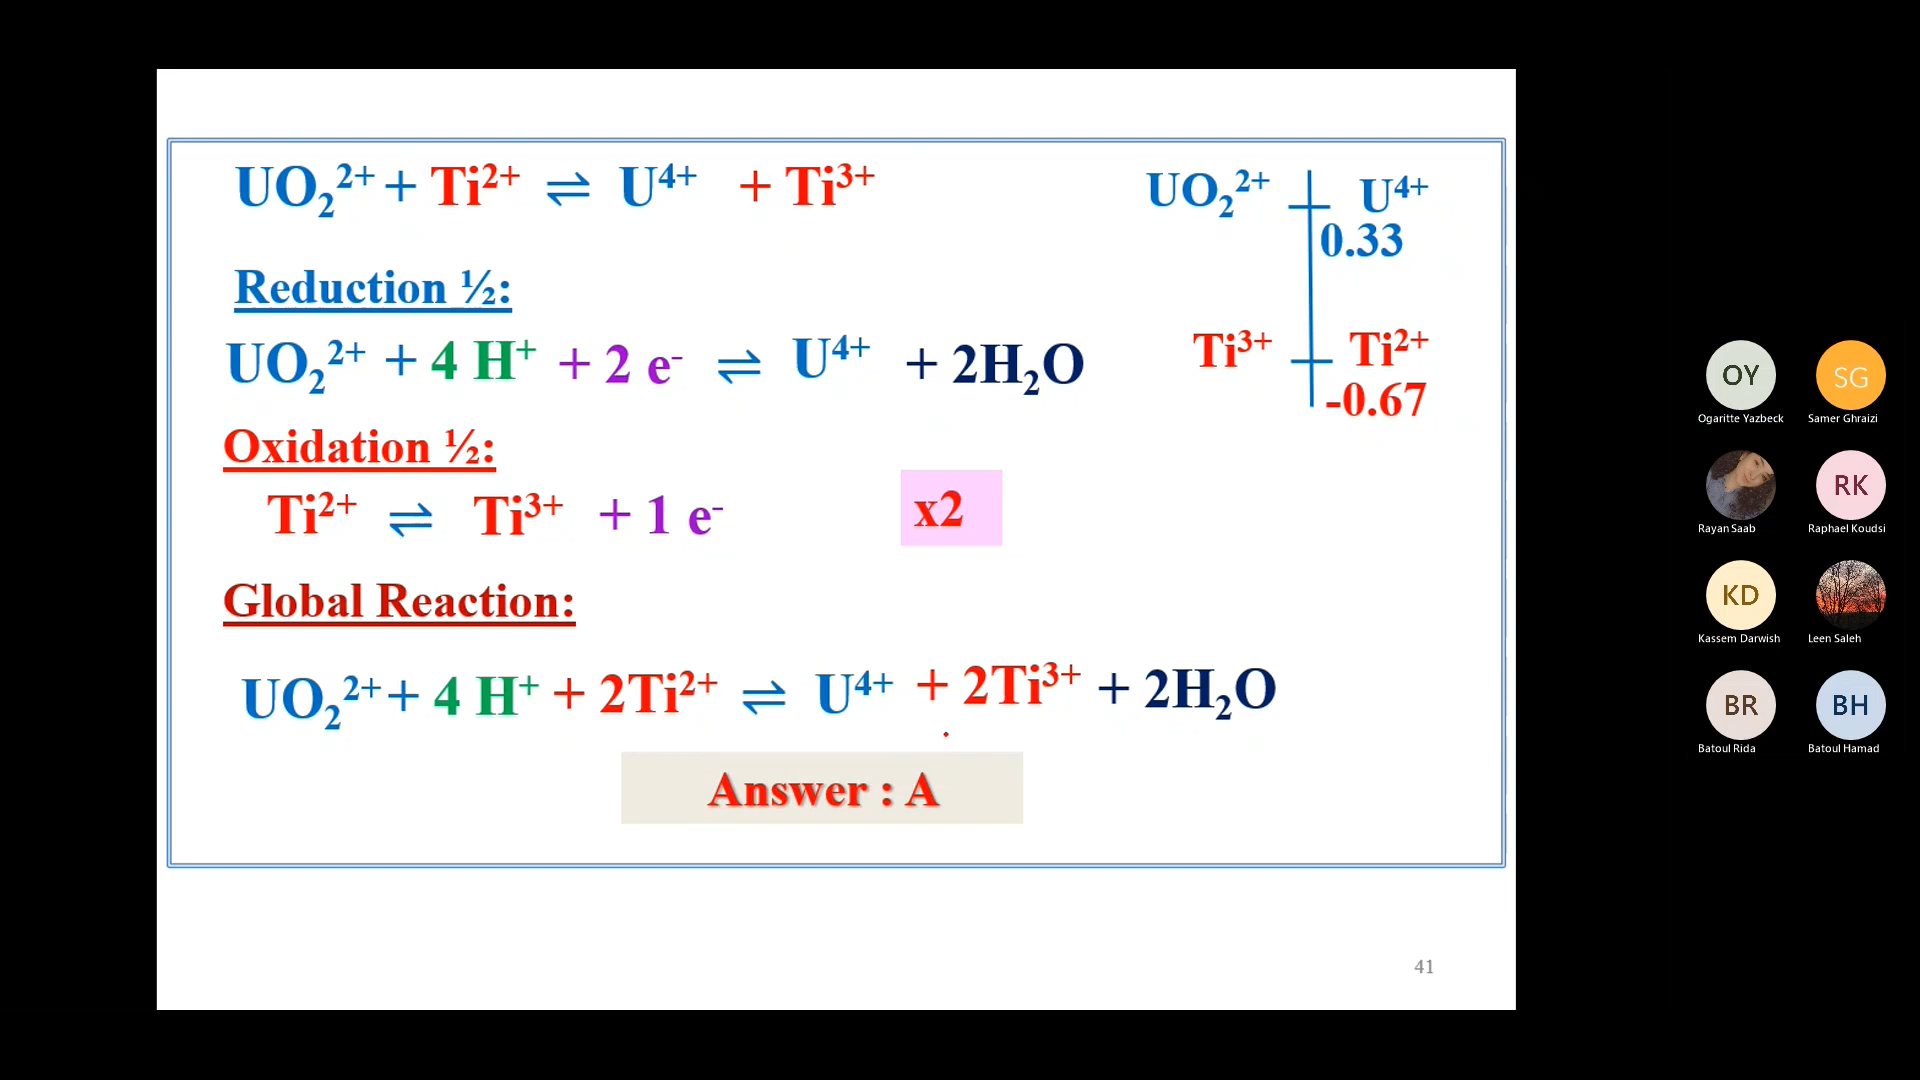 UO₂²⁺ + Ti²⁺ ⇌ U⁴⁺ + Ti³⁺
UO₂²⁺ U⁴⁺
0.33
Ti³⁺ Ti²⁺
-0.67
Reduction ½:
UO₂²⁺ + 4 H⁺ + 2 e⁻ ⇌ U⁴⁺ + 2H₂O
Oxidation ½:
Ti²⁺ ⇌ Ti³⁺ + 1 e⁻ x2
Global Reaction:
UO₂²⁺ + 4 H⁺ + 2Ti²⁺ ⇌ U⁴⁺ + 2Ti³⁺ + 2H₂O
Answer : A
41
OY SG
Ogaritte Yazbeck Samer Ghraizi
RK
Rayan Saab Raphael Koudsi
KD
Kassem Darwish Leen Saleh
BR BH
Batoul Rida Batoul Hamad